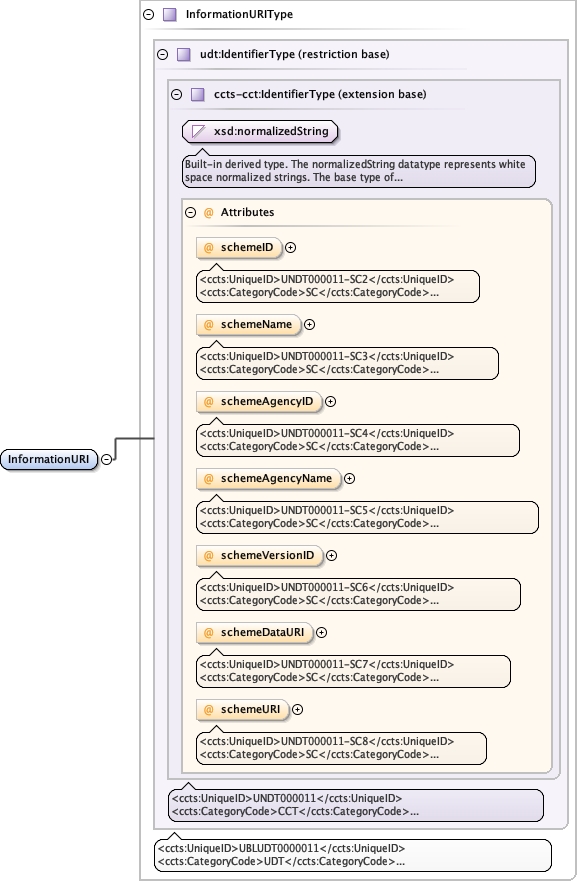 InformationURIType
udt:IdentifierType (restriction base)
ccts-cct:IdentifierType (extension base)
xsd:normalizedString
Built-in derived type. The normalizedString datatype represents white
space normalized strings. The base type of...
@ Attributes
@ schemeID
<ccts:UniqueID>UNDT000011-SC2</ccts:UniqueID>
<ccts:CategoryCode>SC</ccts:CategoryCode>...
@ schemeName
<ccts:UniqueID>UNDT000011-SC3</ccts:UniqueID>
<ccts:CategoryCode>SC</ccts:CategoryCode>...
@ schemeAgencyID
<ccts:UniqueID>UNDT000011-SC4</ccts:UniqueID>
<ccts:CategoryCode>SC</ccts:CategoryCode>...
InformationURI
@ schemeAgencyName
<ccts:UniqueID>UNDT000011-SC5</ccts:UniqueID>
<ccts:CategoryCode>SC</ccts:CategoryCode>...
@ schemeVersionID
<ccts:UniqueID>UNDT000011-SC6</ccts:UniqueID>
<ccts:CategoryCode>SC</ccts:CategoryCode>...
@ schemeDataURI
<ccts:UniqueID>UNDT000011-SC7</ccts:UniqueID>
<ccts:CategoryCode>SC</ccts:CategoryCode>...
@ schemeURI
<ccts:UniqueID>UNDT000011-SC8</ccts:UniqueID>
<ccts:CategoryCode>SC</ccts:CategoryCode>...
<ccts:UniqueID>UNDT000011</ccts:UniqueID>
<ccts:CategoryCode>CCT</ccts:CategoryCode>...
<ccts:UniqueID>UBLUDT0000011</ccts:UniqueID>
<ccts:CategoryCode>UDT</ccts:CategoryCode>...